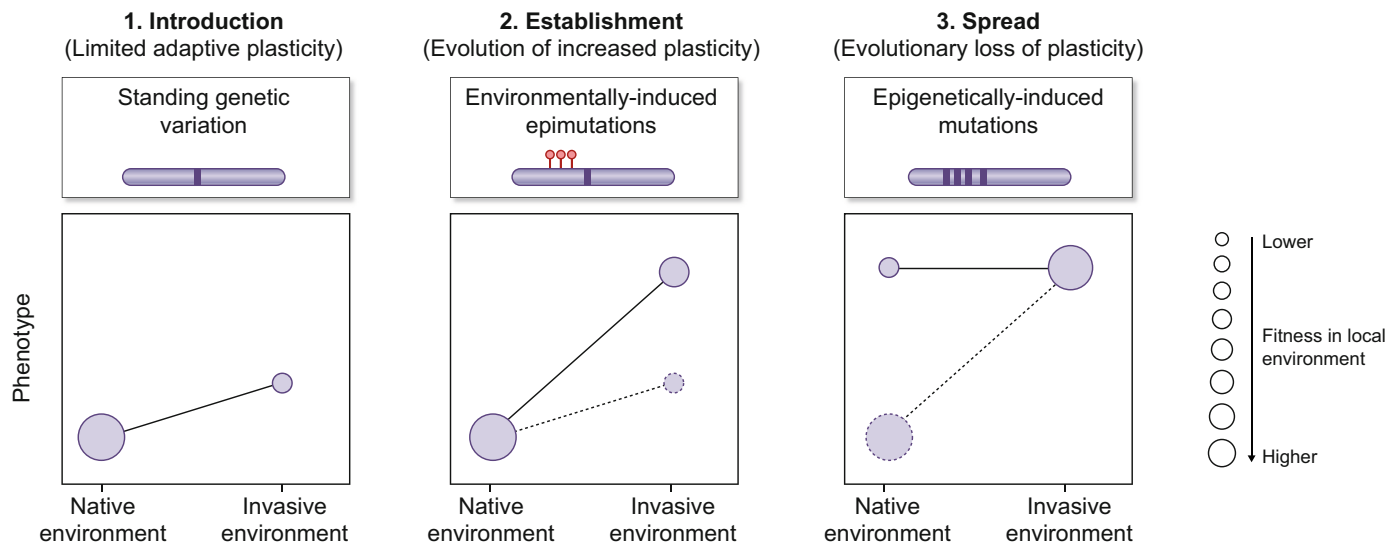 1. Introduction
(Limited adaptive plasticity)
Standing genetic
variation
2. Establishment
(Evolution of increased plasticity)
Environmentally-induced
epimutations
3. Spread
(Evolutionary loss of plasticity)
Epigenetically-induced
mutations
Phenotype
Native
environment
Invasive
environment
Native
environment
Invasive
environment
Native
environment
Invasive
environment
Lower
Fitness in local
environment
Higher